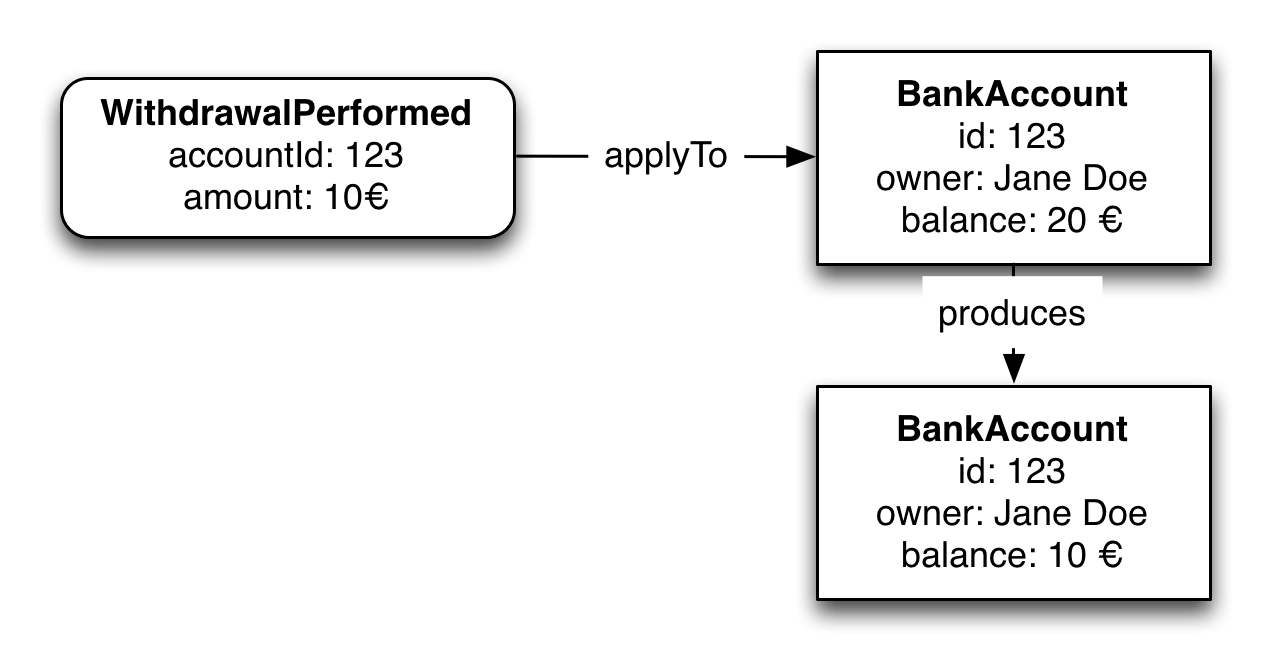 WithdrawalPerformed
accountId: 123
amount: 10€
applyTo
BankAccount
id: 123
owner: Jane Doe
balance: 20 €
produces
BankAccount
id: 123
owner: Jane Doe
balance: 10 €